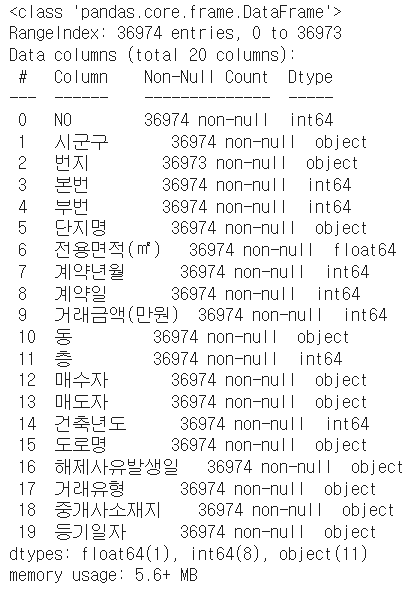 <class 'pandas.core.frame.DataFrame'>
RangeIndex: 36974 entries, 0 to 36973
Data columns (total 20 columns):
 #   Column    Non-Null Count  Dtype
---  ------    --------------  -----
 0   NO        36974 non-null  int64
 1   시군구       36974 non-null  object
 2   번지        36973 non-null  object
 3   본번        36974 non-null  int64
 4   부번        36974 non-null  int64
 5   단지명       36974 non-null  object
 6   전용면적(㎡)   36974 non-null  float64
 7   계약년월      36974 non-null  int64
 8   계약일       36974 non-null  int64
 9   거래금액(만원)  36974 non-null  int64
 10  동         36974 non-null  object
 11  층         36974 non-null  int64
 12  매수자       36974 non-null  object
 13  매도자       36974 non-null  object
 14  건축년도      36974 non-null  int64
 15  도로명       36974 non-null  object
 16  해제사유발생일   36974 non-null  object
 17  거래유형      36974 non-null  object
 18  중개사소재지    36974 non-null  object
 19  등기일자      36974 non-null  object
dtypes: float64(1), int64(8), object(11)
memory usage: 5.6+ MB